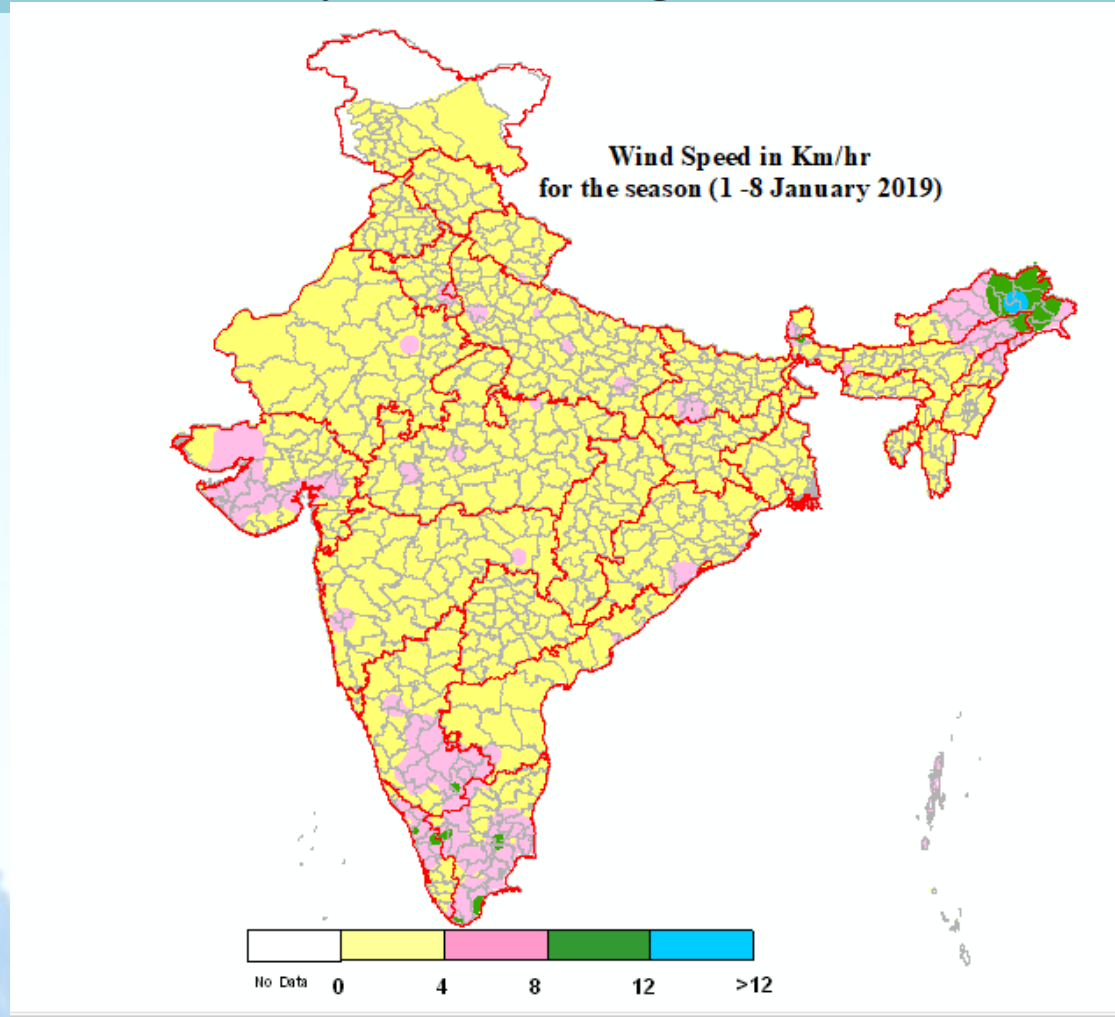 Wind Speed in Km/hr
for the season (1 -8 January 2019)
No Data 0 4 8 12 >12